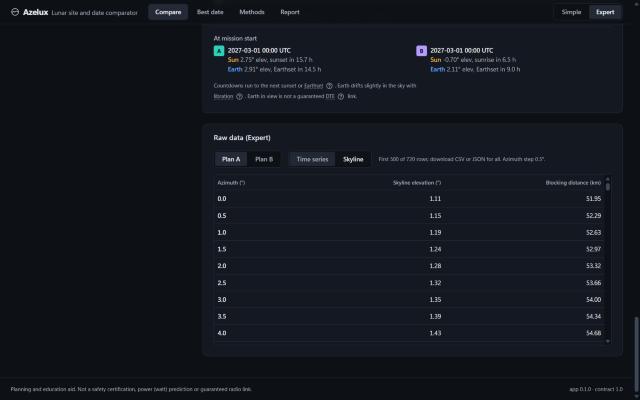 Azelux Lunar site and date comparator Compare Best date Methods Report Simple Expert
At mission start
A 2027-03-01 00:00 UTC
Sun 2.75° elev, sunset in 15.7 h
Earth 2.91° elev, Earthset in 14.5 h
B 2027-03-01 00:00 UTC
Sun -0.70° elev, sunrise in 6.5 h
Earth 2.11° elev, Earthset in 9.0 h
Countdowns run to the next sunset or Earthset ? . Earth drifts slightly in the sky with
libration ? . Earth in view is not a guaranteed DTE ? link.
Raw data (Expert)
Plan A Plan B Time series Skyline First 500 of 720 rows; download CSV or JSON for all. Azimuth step 0.5°.
Azimuth (°) Skyline elevation (°) Blocking distance (km)
0.0 1.11 51.95
0.5 1.15 52.29
1.0 1.19 52.63
1.5 1.24 52.97
2.0 1.28 53.32
2.5 1.32 53.66
3.0 1.35 54.00
3.5 1.39 54.34
4.0 1.43 54.68
Planning and education aid. Not a safety certification, power (watt) prediction or guaranteed radio link. app 0.1.0 · contract 1.0